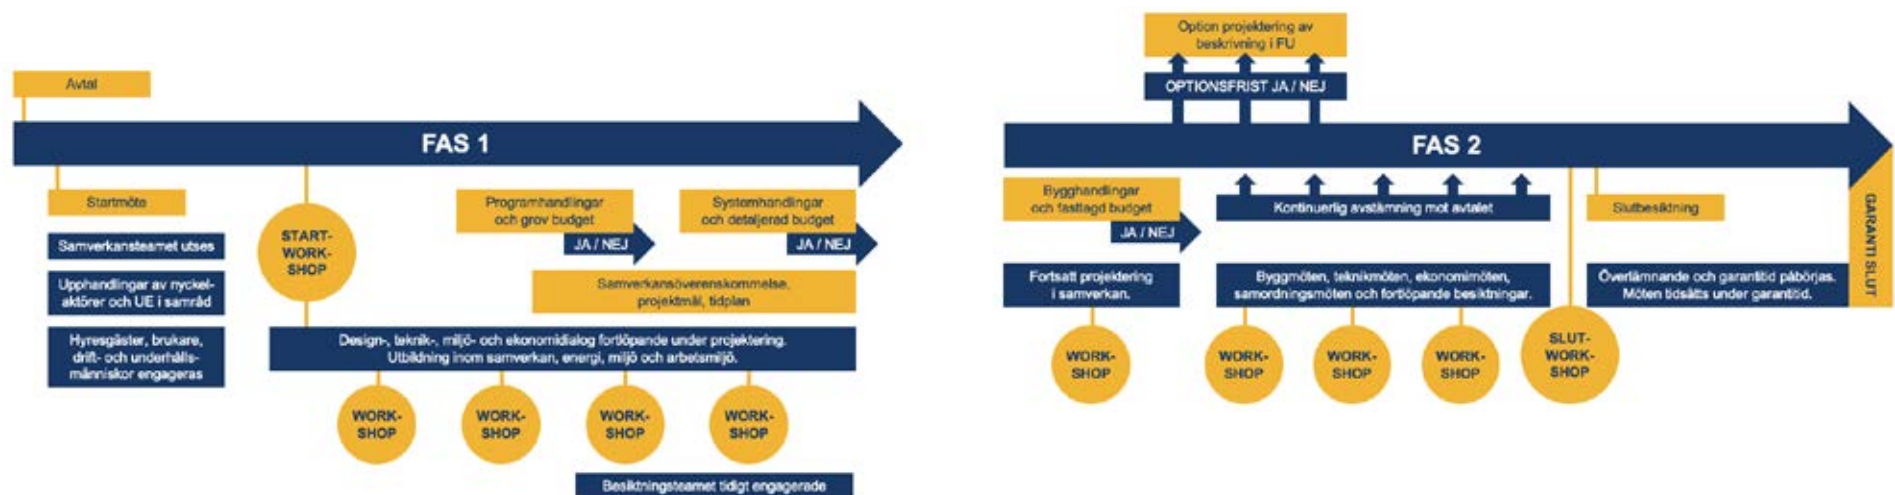 Avtal
FAS 1
Startmöte
Samverkansteamet utses
Upphandlingar av nyckel-
aktörer och UE i samråd
Hyresgäster, brukare,
drift- och underhålls-
människor engageras
START-
WORK-
SHOP
Programhandlingar
och grov budget
JA / NEJ
Systemhandlingar
och detaljerad budget
JA / NEJ
Samverkansöverenskommelse,
projektmål, tidplan
Design-, teknik-, miljö- och ekonomidialog fortlöpande under projektering.
Utbildning inom samverkan, energi, miljö och arbetsmiljö.
WORK-
SHOP
WORK-
SHOP
WORK-
SHOP
WORK-
SHOP
Besiktningsteamet tidigt engagerade
Option projektering av
beskrivning i FU
OPTIONSFRIST JA / NEJ
FAS 2
Bygghandlingar
och fastlagd budget
JA / NEJ
Kontinuerlig avstämning mot avtalet
Slutbesiktning
GARANTI SLUT
Fortsatt projektering
i samverkan.
Byggmöten, teknikmöten, ekonomimöten,
samordningsmöten och fortlöpande besiktningar.
Överlämnande och garantitid påbörjas.
Möten tidsätts under garantitid.
WORK-
SHOP
WORK-
SHOP
WORK-
SHOP
WORK-
SHOP
SLUT-
WORK-
SHOP